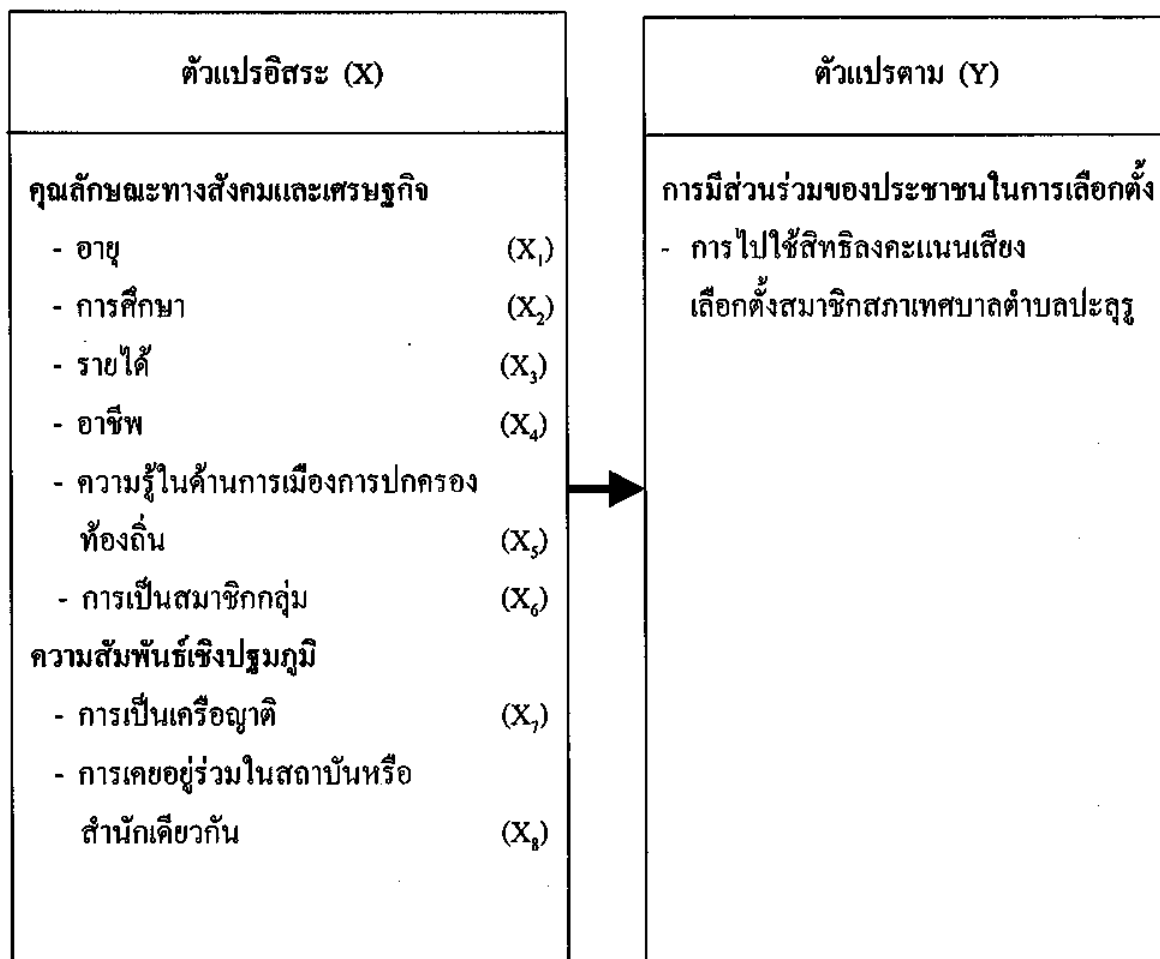 ตัวแปรอิสระ (X)
คุณลักษณะทางสังคมและเศรษฐกิจ
- อายุ (X₁)
- การศึกษา (X₂)
- รายได้ (X₃)
- อาชีพ (X₄)
- ความรู้ในด้านการเมืองการปกครอง
ท้องถิ่น (X₅)
- การเป็นสมาชิกกลุ่ม (X₆)
ความสัมพันธ์เชิงปฐมภูมิ
- การเป็นเครือญาติ (X₇)
- การเคยอยู่ร่วมในสถาบันหรือ
สำนักเดียวกัน (X₈)
ตัวแปรตาม (Y)
การมีส่วนร่วมของประชาชนในการเลือกตั้ง
- การไปใช้สิทธิลงคะแนนเสียง
เลือกตั้งสมาชิกสภาเทศบาลตำบลปะลุรู